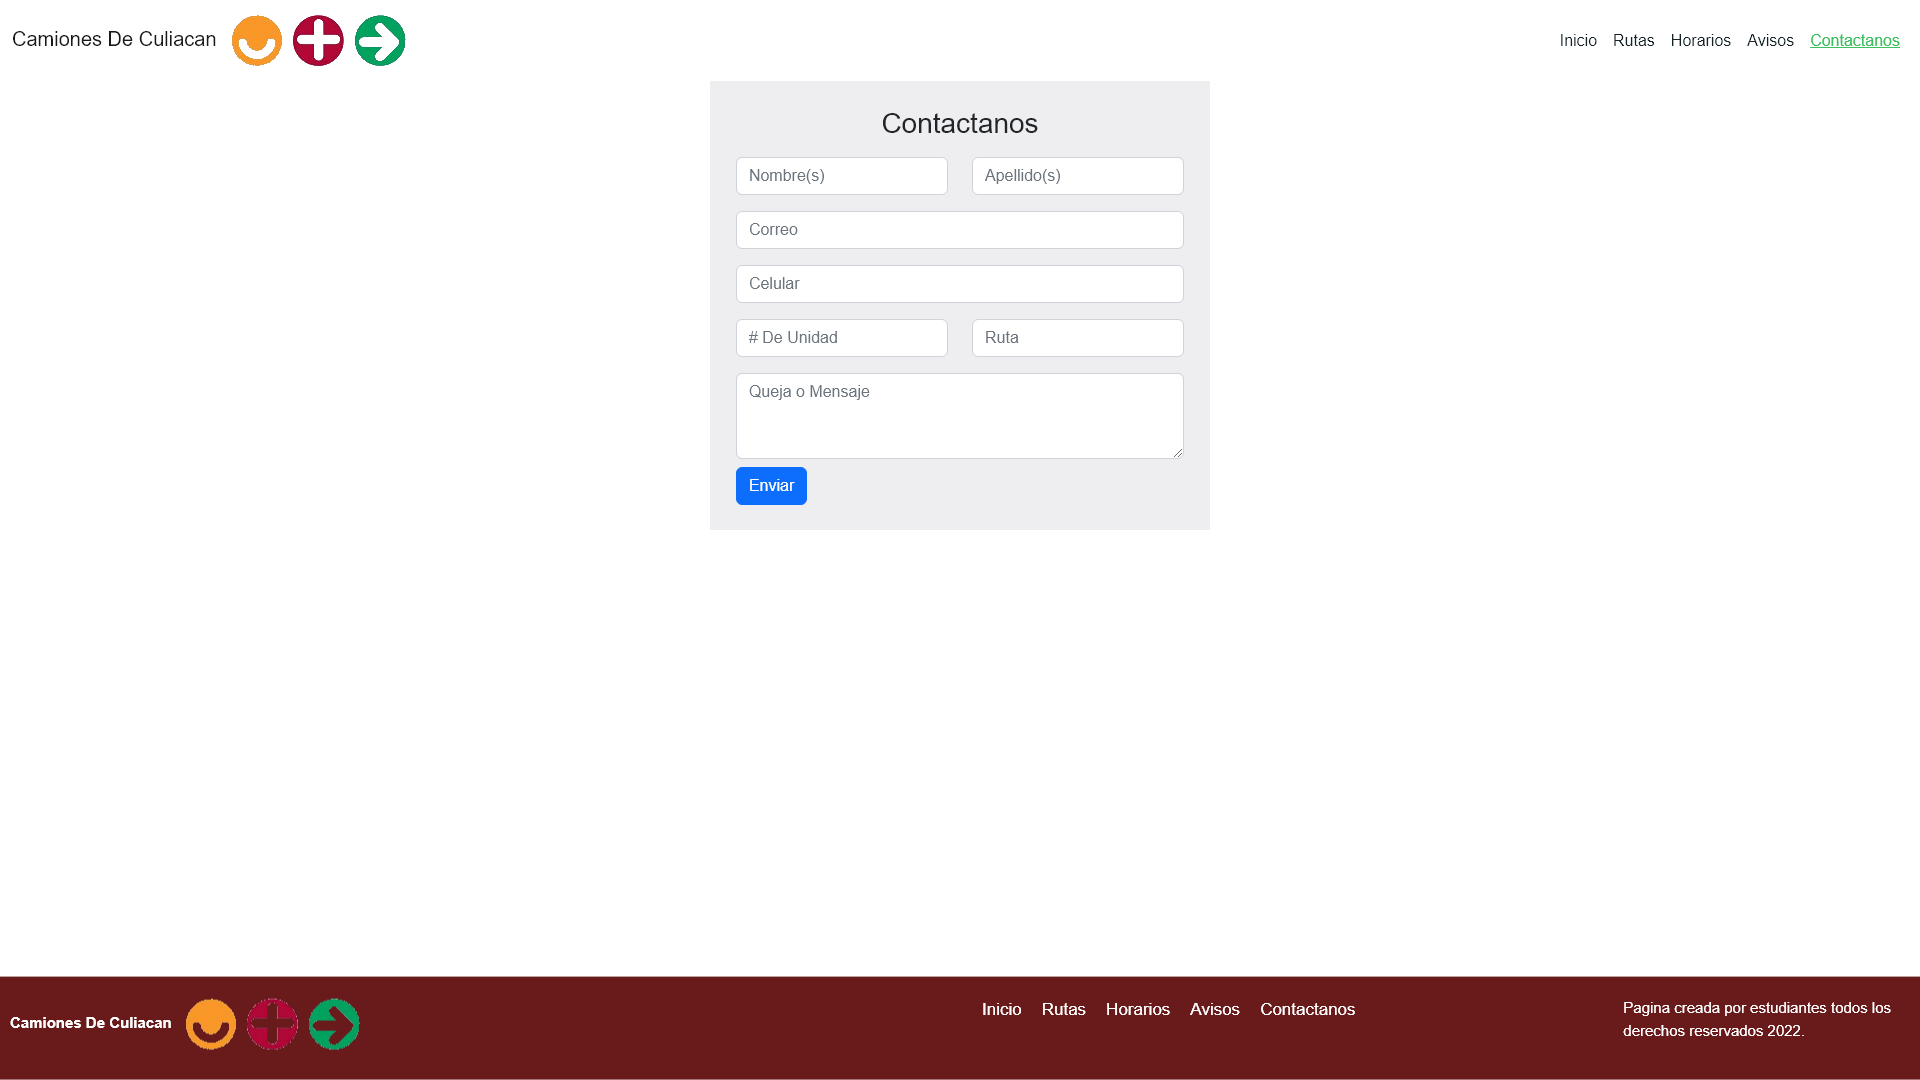 Camiones De Culiacan
Inicio Rutas Horarios Avisos Contactanos
Contactanos
Nombre(s) Apellido(s)
Correo
Celular
# De Unidad Ruta
Queja o Mensaje
Enviar
Camiones De Culiacan
Inicio Rutas Horarios Avisos Contactanos
Pagina creada por estudiantes todos los
derechos reservados 2022.